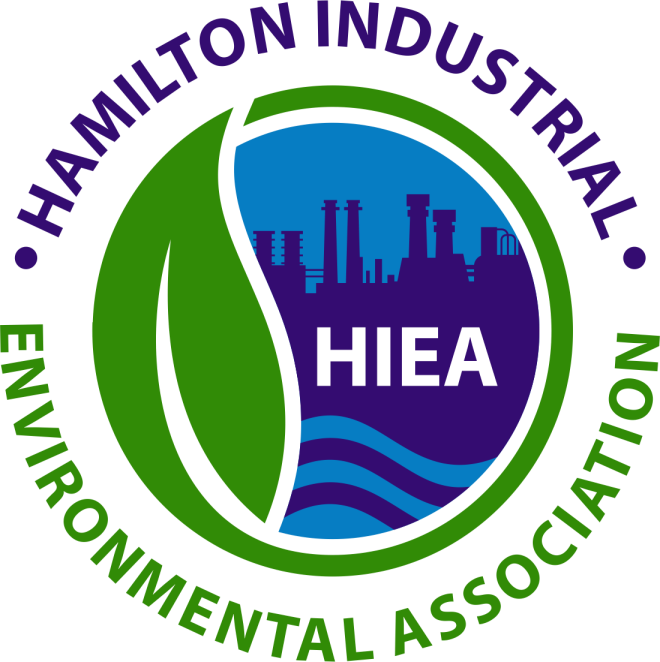 • HAMILTON INDUSTRIAL •
HIEA
ENVIRONMENTAL ASSOCIATION